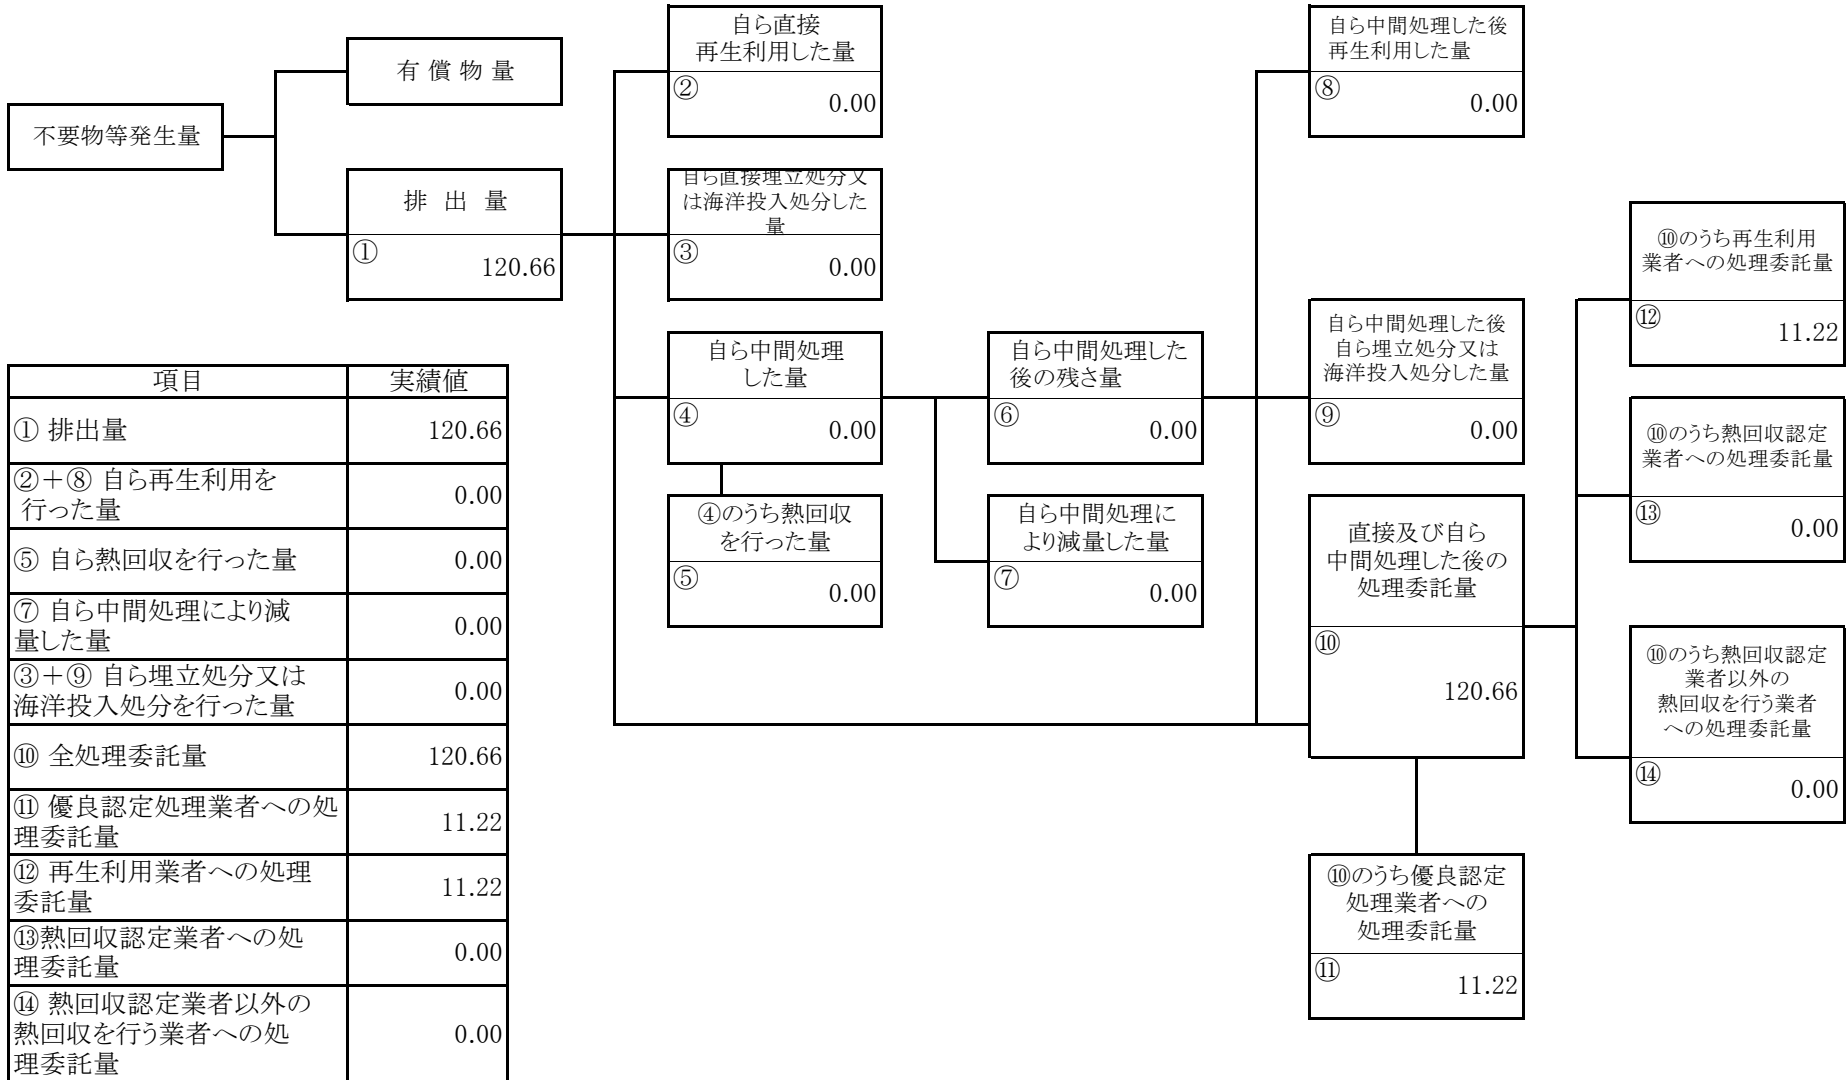 自ら直接
再生利用した量
②
0.00
自ら中間処理した後
再生利用した量
⑧
0.00
有 償 物 量
不要物等発生量
排 出 量
①
120.66
自ら直接埋立処分又
は海洋投入処分した
量
③
0.00
⑩のうち再生利用
業者への処理委託量
⑫
11.22
自ら中間処理
した量
④
0.00
自ら中間処理した
後の残さ量
⑥
0.00
自ら中間処理した後
自ら埋立処分又は
海洋投入処分した量
⑨
0.00
⑩のうち熱回収認定
業者への処理委託量
⑬
0.00
④のうち熱回収
を行った量
⑤
0.00
自ら中間処理に
より減量した量
⑦
0.00
直接及び自ら
中間処理した後の
処理委託量
⑩
120.66
⑩のうち熱回収認定
業者以外の
熱回収を行う業者
への処理委託量
⑭
0.00
⑩のうち優良認定
処理業者への
処理委託量
⑪
11.22
項目 実績値
① 排出量 120.66
②+⑧ 自ら再生利用を
行った量 0.00
⑤ 自ら熱回収を行った量 0.00
⑦ 自ら中間処理により減
量した量 0.00
③+⑨ 自ら埋立処分又は
海洋投入処分を行った量 0.00
⑩ 全処理委託量 120.66
⑪ 優良認定処理業者への処
理委託量 11.22
⑫ 再生利用業者への処理
委託量 11.22
⑬熱回収認定業者への処
理委託量 0.00
⑭ 熱回収認定業者以外の
熱回収を行う業者への処
理委託量 0.00